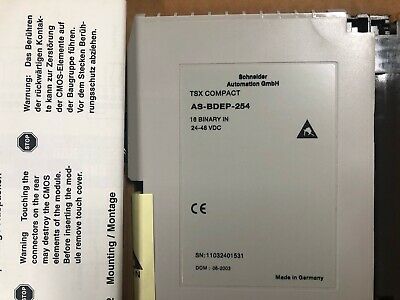 Warnung: Das Berühren
der rückwärtigen Kontak-
te kann zur Zerstörung
der CMOS-Elemente auf
der Baugruppe führen.
Vor dem Stecken Berüh-
rungsschutz abziehen.
STOP
Warning Touching the
connectors on the rear
may destroy the CMOS
elements of the module.
Before inserting the mod-
ule remove touch cover.
STOP
2 Mounting / Montage
Schneider
Automation GmbH
TSX COMPACT
AS-BDEP-254
16 BINARY IN
24-48 VDC
CE
SN:11032401531
DOM : 06-2003
Made in Germany